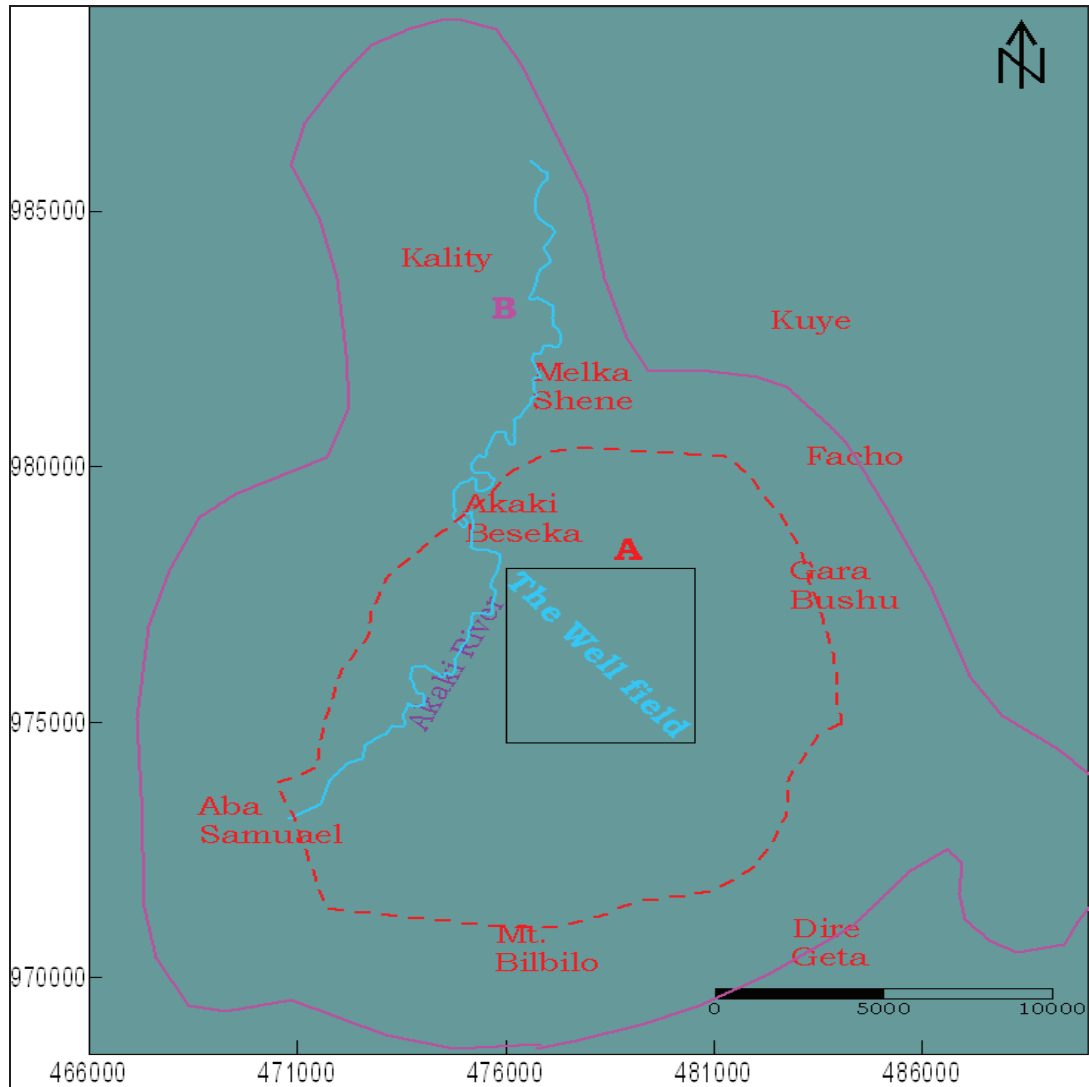 N
985000
Kality
B
Kuye
Melka
Shene
980000
Facho
Akaki
Beseka
A
Gara
Bushu
The Well field
Akaki River
975000
Aba
Samuael
Mt.
Bilbilo
Dire
Geta
970000
0 5000 10000
466000 471000 476000 481000 486000